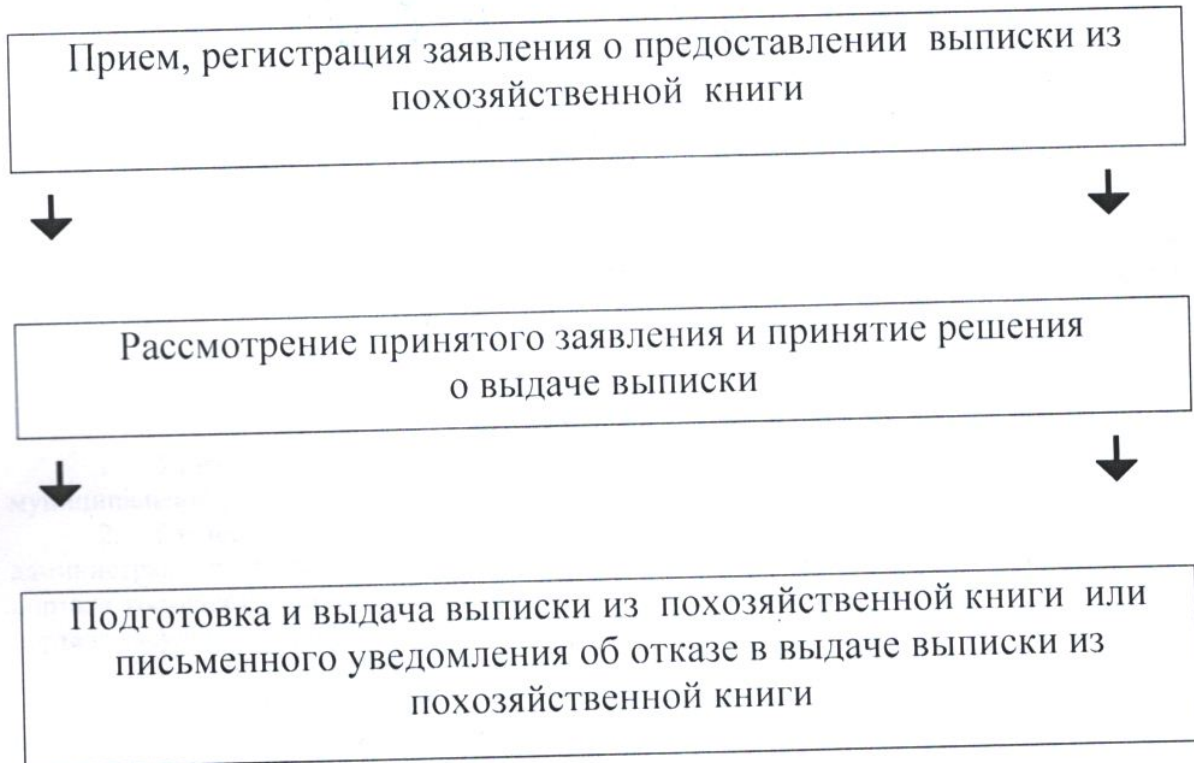 Прием, регистрация заявления о предоставлении выписки из
похозяйственной книги
Рассмотрение принятого заявления и принятие решения
о выдаче выписки
Подготовка и выдача выписки из похозяйственной книги или
письменного уведомления об отказе в выдаче выписки из
похозяйственной книги